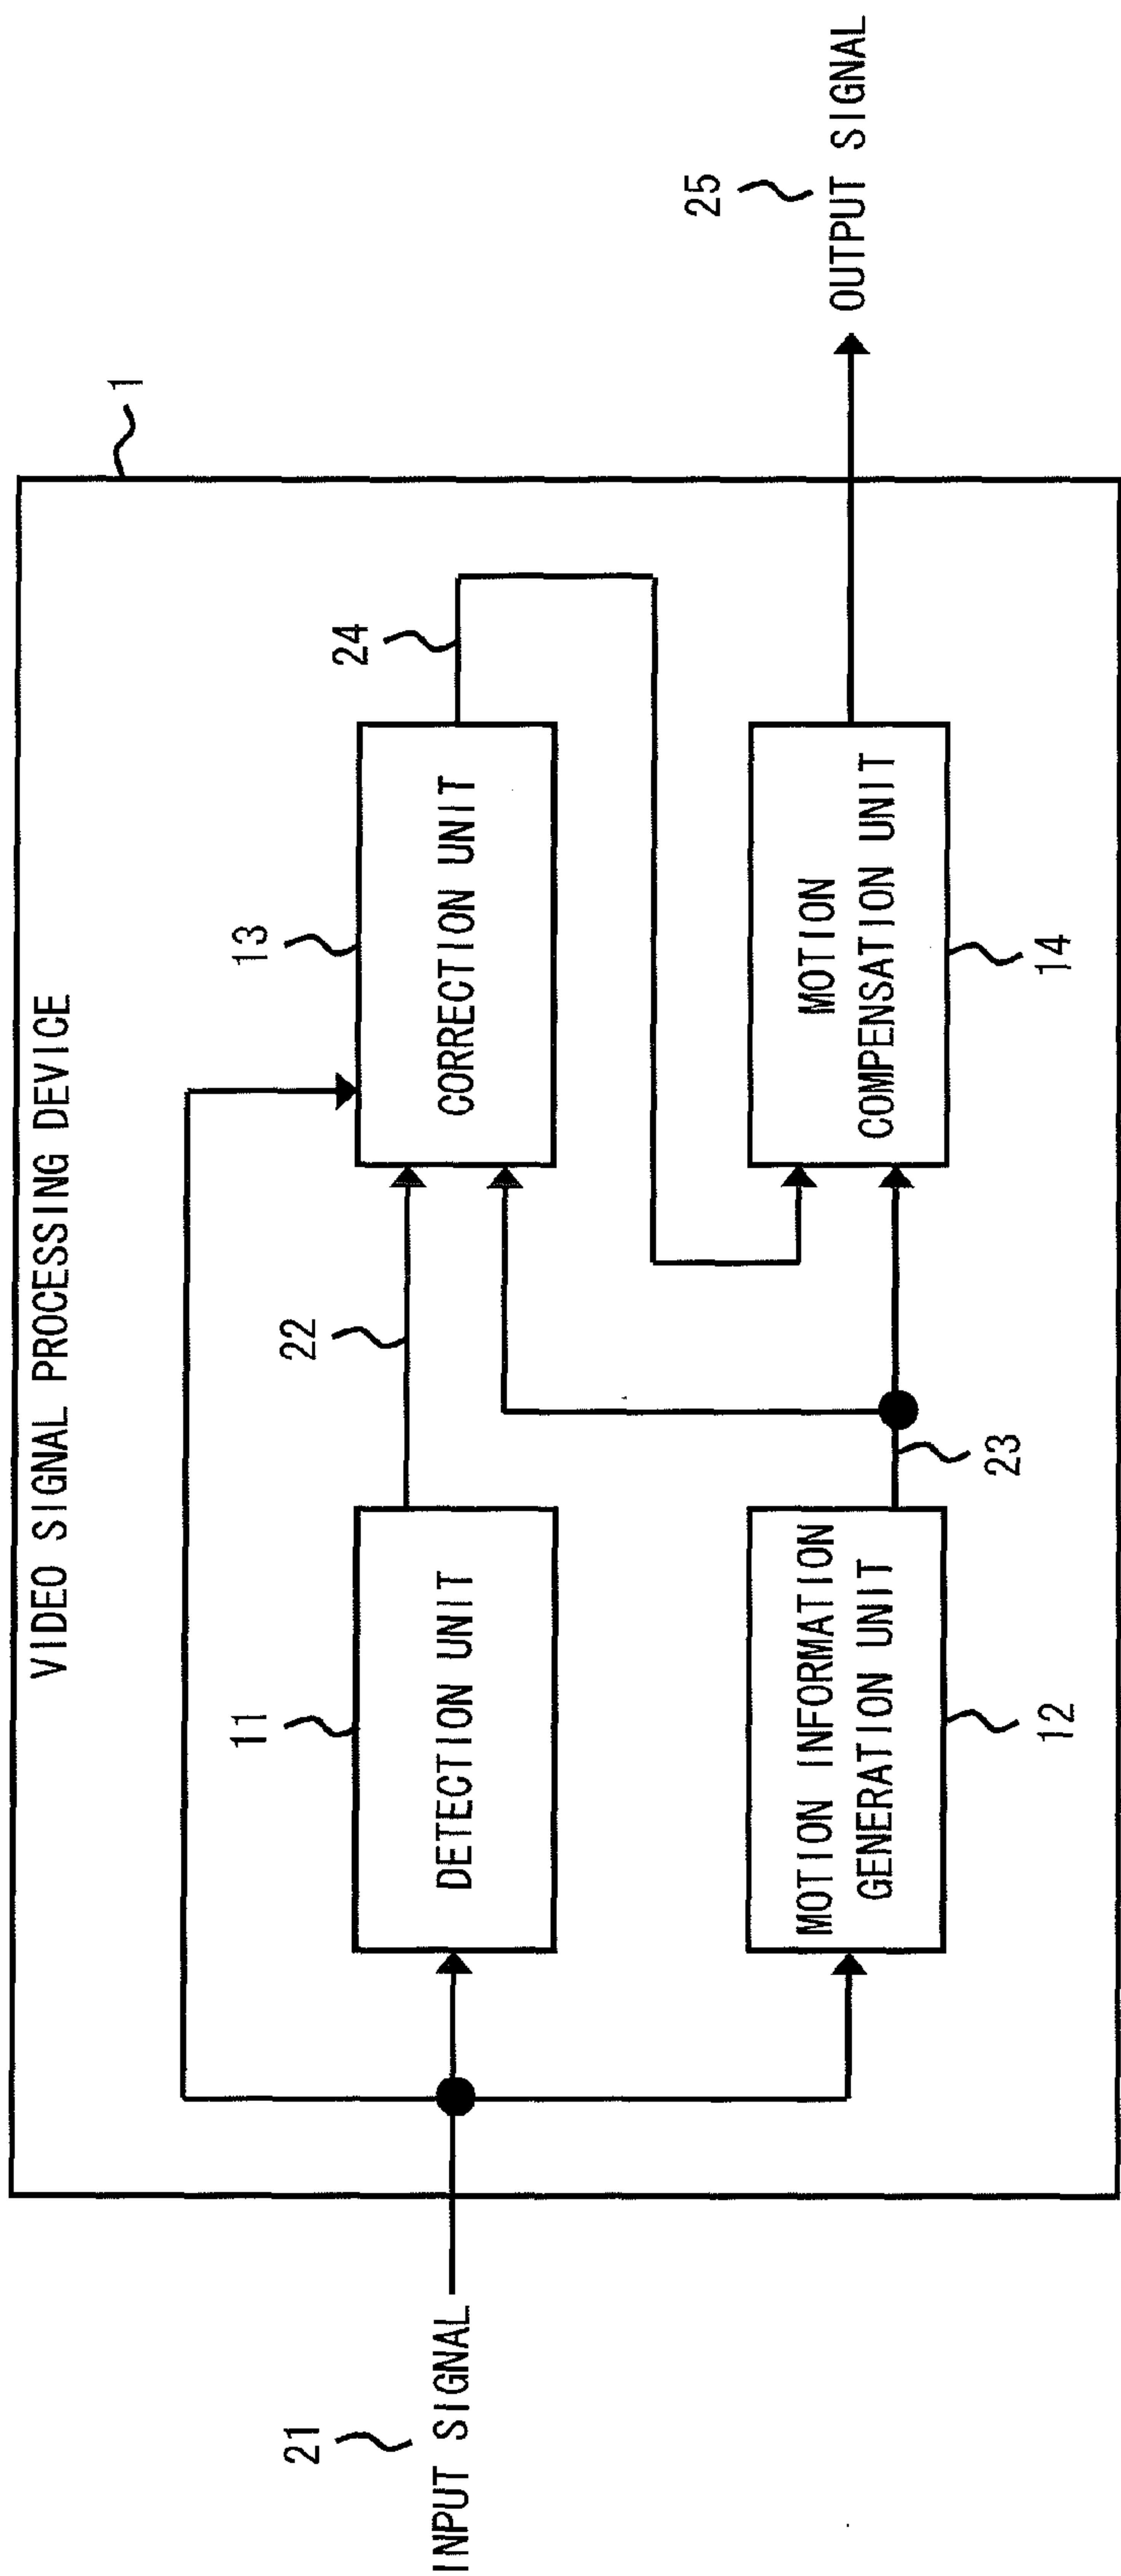 VIDEO SIGNAL PROCESSING DEVICE
1
21
INPUT SIGNAL
11
DETECTION UNIT
22
13
CORRECTION UNIT
24
MOTION INFORMATION
GENERATION UNIT
12
23
MOTION
COMPENSATION UNIT
14
25
OUTPUT SIGNAL